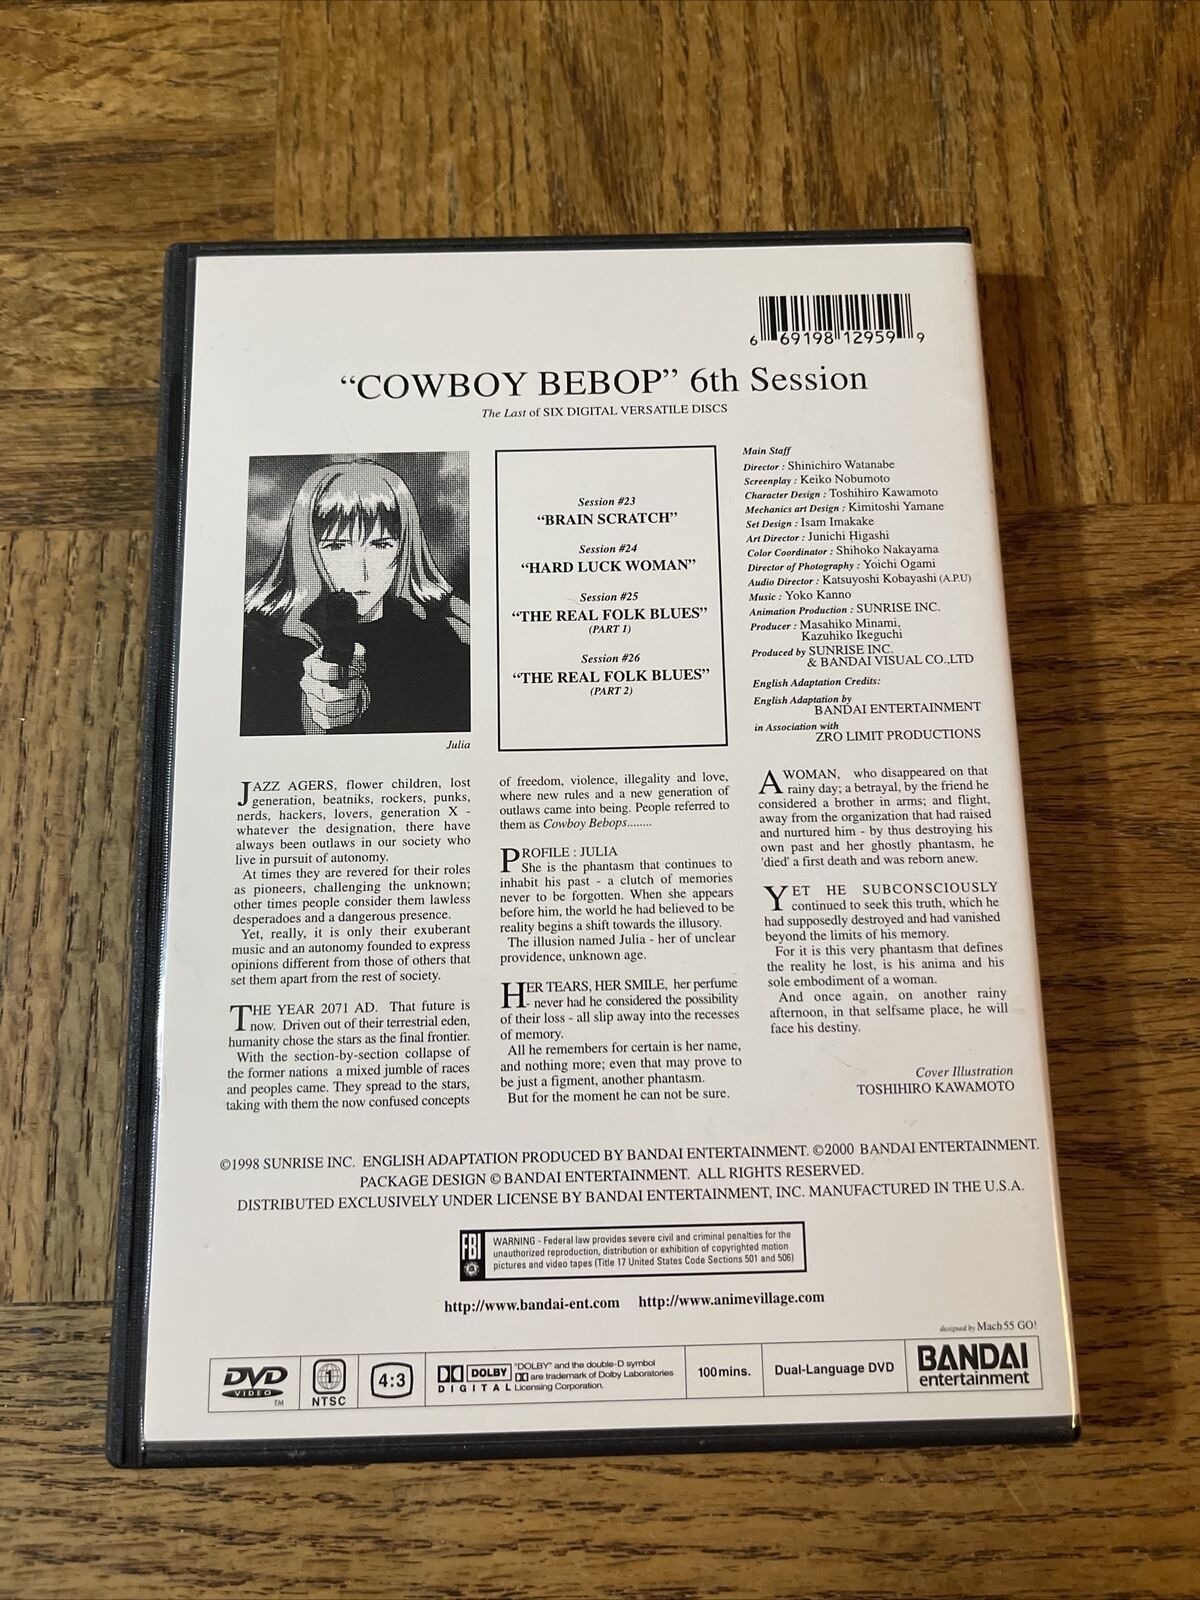 6 69198 12959 9
“COWBOY BEBOP” 6th Session
The Last of SIX DIGITAL VERSATILE DISCS
Julia
Session #23
“BRAIN SCRATCH”
Session #24
“HARD LUCK WOMAN”
Session #25
“THE REAL FOLK BLUES”
(PART 1)
Session #26
“THE REAL FOLK BLUES”
(PART 2)
Main Staff
Director : Shinichiro Watanabe
Screenplay : Keiko Nobumoto
Character Design : Toshihiro Kawamoto
Mechanics art Design : Kimitoshi Yamane
Set Design : Isam Imakake
Art Director : Junichi Higashi
Color Coordinator : Shihoko Nakayama
Director of Photography : Yoichi Ogami
Audio Director : Katsuyoshi Kobayashi (A.P.U)
Music : Yoko Kanno
Animation Production : SUNRISE INC.
Producer : Masahiko Minami,
Kazuhiko Ikeguchi
Produced by SUNRISE INC.
& BANDAI VISUAL CO.,LTD
English Adaptation Credits:
English Adaptation by
BANDAI ENTERTAINMENT
in Association with
ZRO LIMIT PRODUCTIONS
JAZZ AGERS, flower children, lost
generation, beatniks, rockers, punks,
nerds, hackers, lovers, generation X -
whatever the designation, there have
always been outlaws in our society who
live in pursuit of autonomy.
At times they are revered for their roles
as pioneers, challenging the unknown;
other times people consider them lawless
desperadoes and a dangerous presence.
Yet, really, it is only their exuberant
music and an autonomy founded to express
opinions different from those of others that
set them apart from the rest of society.
THE YEAR 2071 AD. That future is
now. Driven out of their terrestrial eden,
humanity chose the stars as the final frontier.
With the section-by-section collapse of
the former nations a mixed jumble of races
and peoples came. They spread to the stars,
taking with them the now confused concepts
of freedom, violence, illegality and love,
where new rules and a new generation of
outlaws came into being. People referred to
them as Cowboy Bebops........
PROFILE : JULIA
She is the phantasm that continues to
inhabit his past - a clutch of memories
never to be forgotten. When she appears
before him, the world he had believed to be
reality begins a shift towards the illusory.
The illusion named Julia - her of unclear
providence, unknown age.
HER TEARS, HER SMILE, her perfume
- never had he considered the possibility
of their loss - all slip away into the recesses
of memory.
All he remembers for certain is her name,
and nothing more; even that may prove to
be just a figment, another phantasm.
But for the moment he can not be sure.
A WOMAN, who disappeared on that
rainy day; a betrayal, by the friend he
considered a brother in arms; and flight,
away from the organization that had raised
and nurtured him - by thus destroying his
own past and her ghostly phantasm, he
'died' a first death and was reborn anew.
YET HE SUBCONSCIOUSLY
continued to seek this truth, which he
had supposedly destroyed and had vanished
beyond the limits of his memory.
For it is this very phantasm that defines
the reality he lost, is his anima and his
sole embodiment of a woman.
And once again, on another rainy
afternoon, in that selfsame place, he will
face his destiny.
Cover Illustration
TOSHIHIRO KAWAMOTO
©1998 SUNRISE INC. ENGLISH ADAPTATION PRODUCED BY BANDAI ENTERTAINMENT. ©2000 BANDAI ENTERTAINMENT.
PACKAGE DESIGN © BANDAI ENTERTAINMENT. ALL RIGHTS RESERVED.
DISTRIBUTED EXCLUSIVELY UNDER LICENSE BY BANDAI ENTERTAINMENT, INC. MANUFACTURED IN THE U.S.A.
FBI
WARNING - Federal law provides severe civil and criminal penalties for the
unauthorized reproduction, distribution or exhibition of copyrighted motion
pictures and video tapes (Title 17 United States Code Sections 501 and 506)
http://www.bandai-ent.com http://www.animevillage.com
designed by Mach55 GO!
DVD
VIDEO
TM
1
NTSC
4:3
DOLBY
DIGITAL
"DOLBY" and the double-D symbol
are trademark of Dolby Laboratories
Licensing Corporation.
100mins.
Dual-Language DVD
BANDAI
entertainment